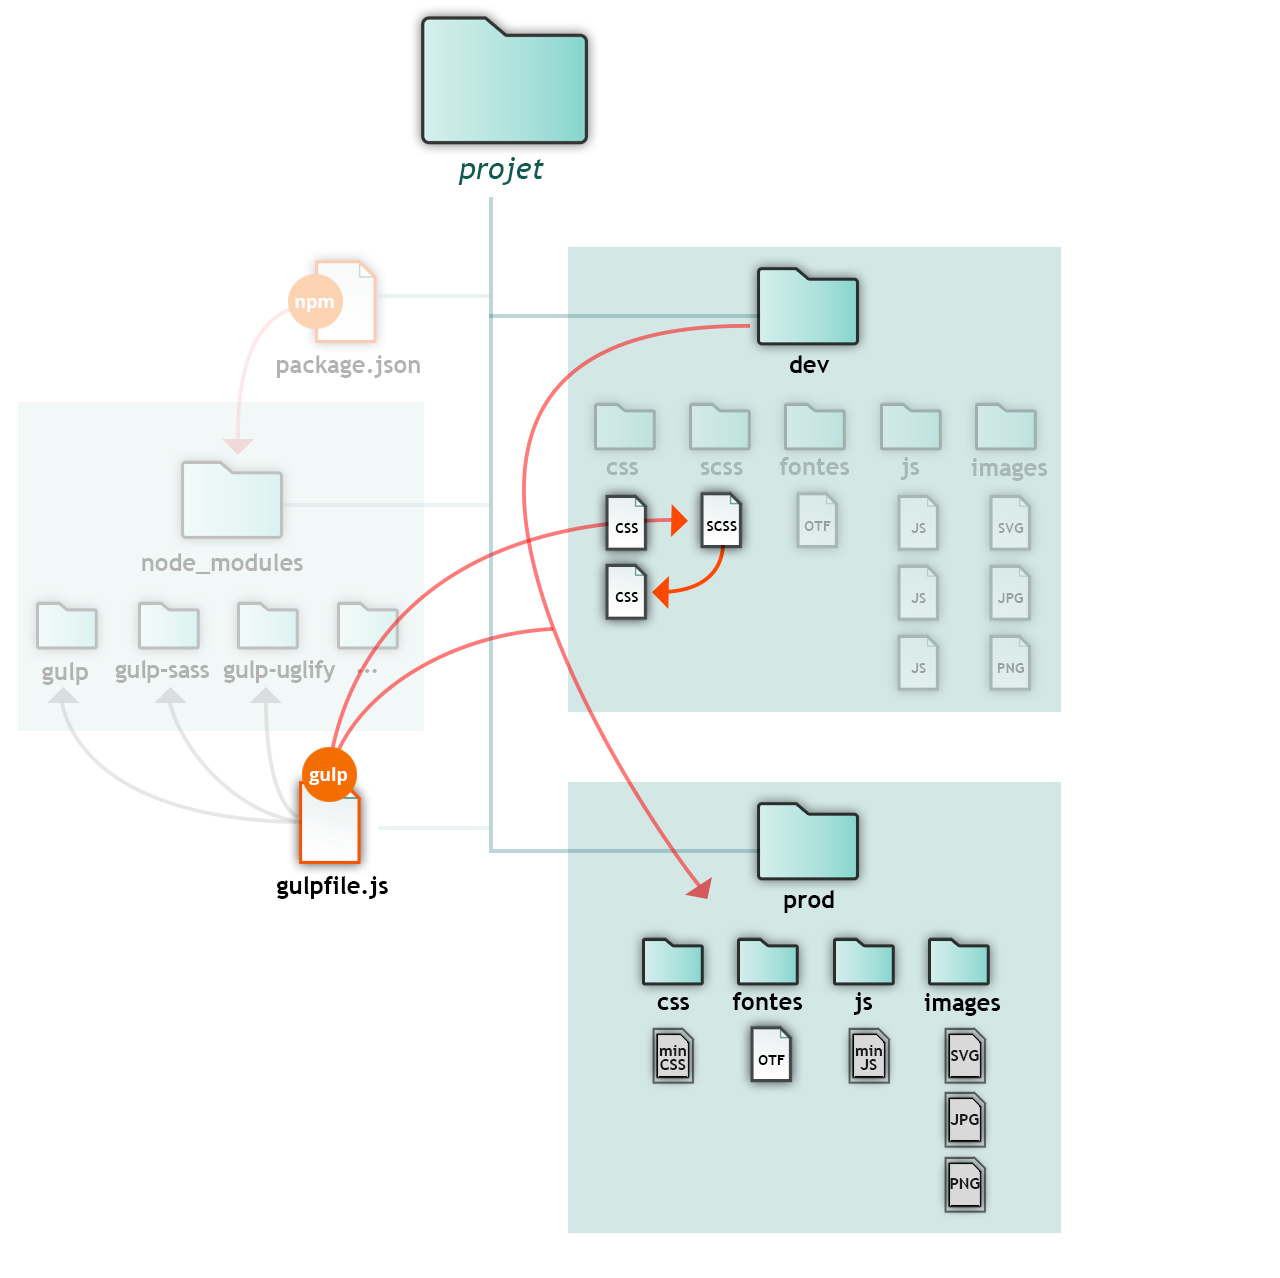 projet
npm
package.json
dev
css scss fontes js images
CSS SCSS OTF JS SVG
CSS JS JPG
JS PNG
node_modules
gulp gulp-sass gulp-uglify ...
gulp
gulpfile.js
prod
css fontes js images
min
CSS
OTF
min
JS
SVG
JPG
PNG